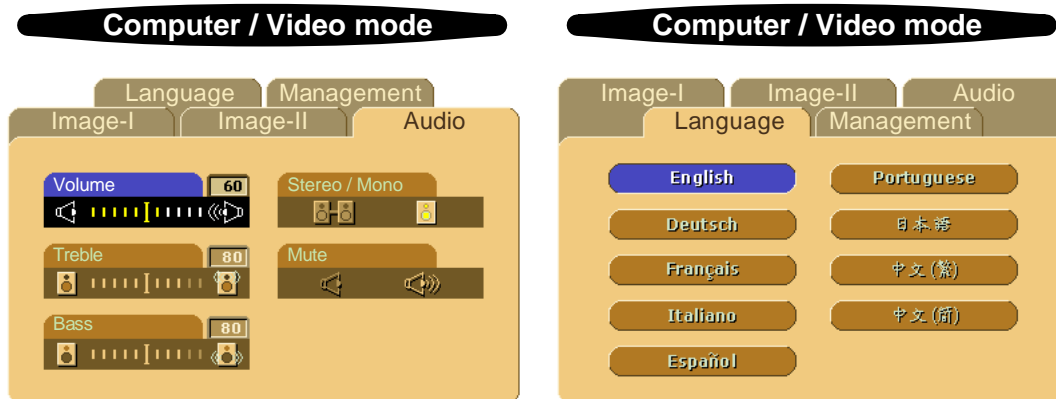 Computer / Video mode
Language Management
Image-I Image-II Audio
Volume 60
Stereo / Mono
Treble 80
Mute
Bass 80
Computer / Video mode
Image-I Image-II Audio
Language Management
English Portuguese
Deutsch 日本語
Français 中文(繁)
Italiano 中文(简)
Español